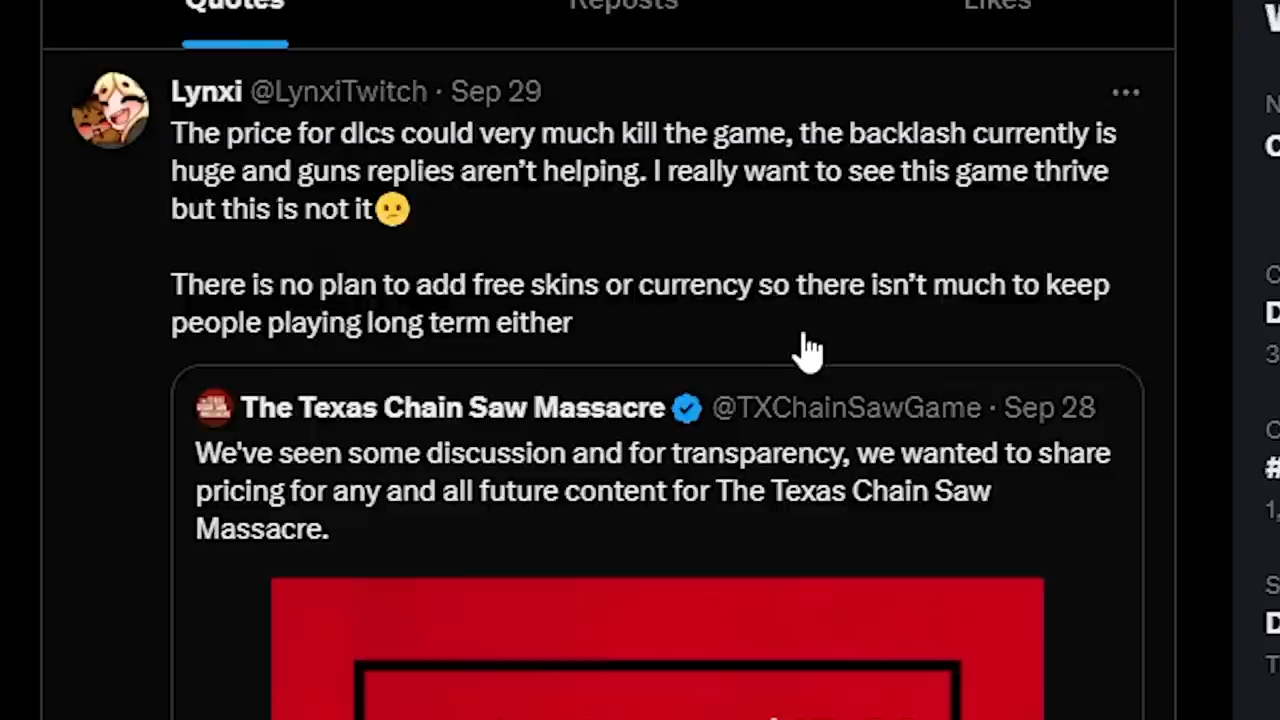 Quotes Reposts Likes
Lynxi @LynxiTwitch · Sep 29
The price for dlcs could very much kill the game, the backlash currently is
huge and guns replies aren’t helping. I really want to see this game thrive
but this is not it🫤
There is no plan to add free skins or currency so there isn’t much to keep
people playing long term either
The Texas Chain Saw Massacre @TXChainSawGame · Sep 28
We've seen some discussion and for transparency, we wanted to share
pricing for any and all future content for The Texas Chain Saw
Massacre.